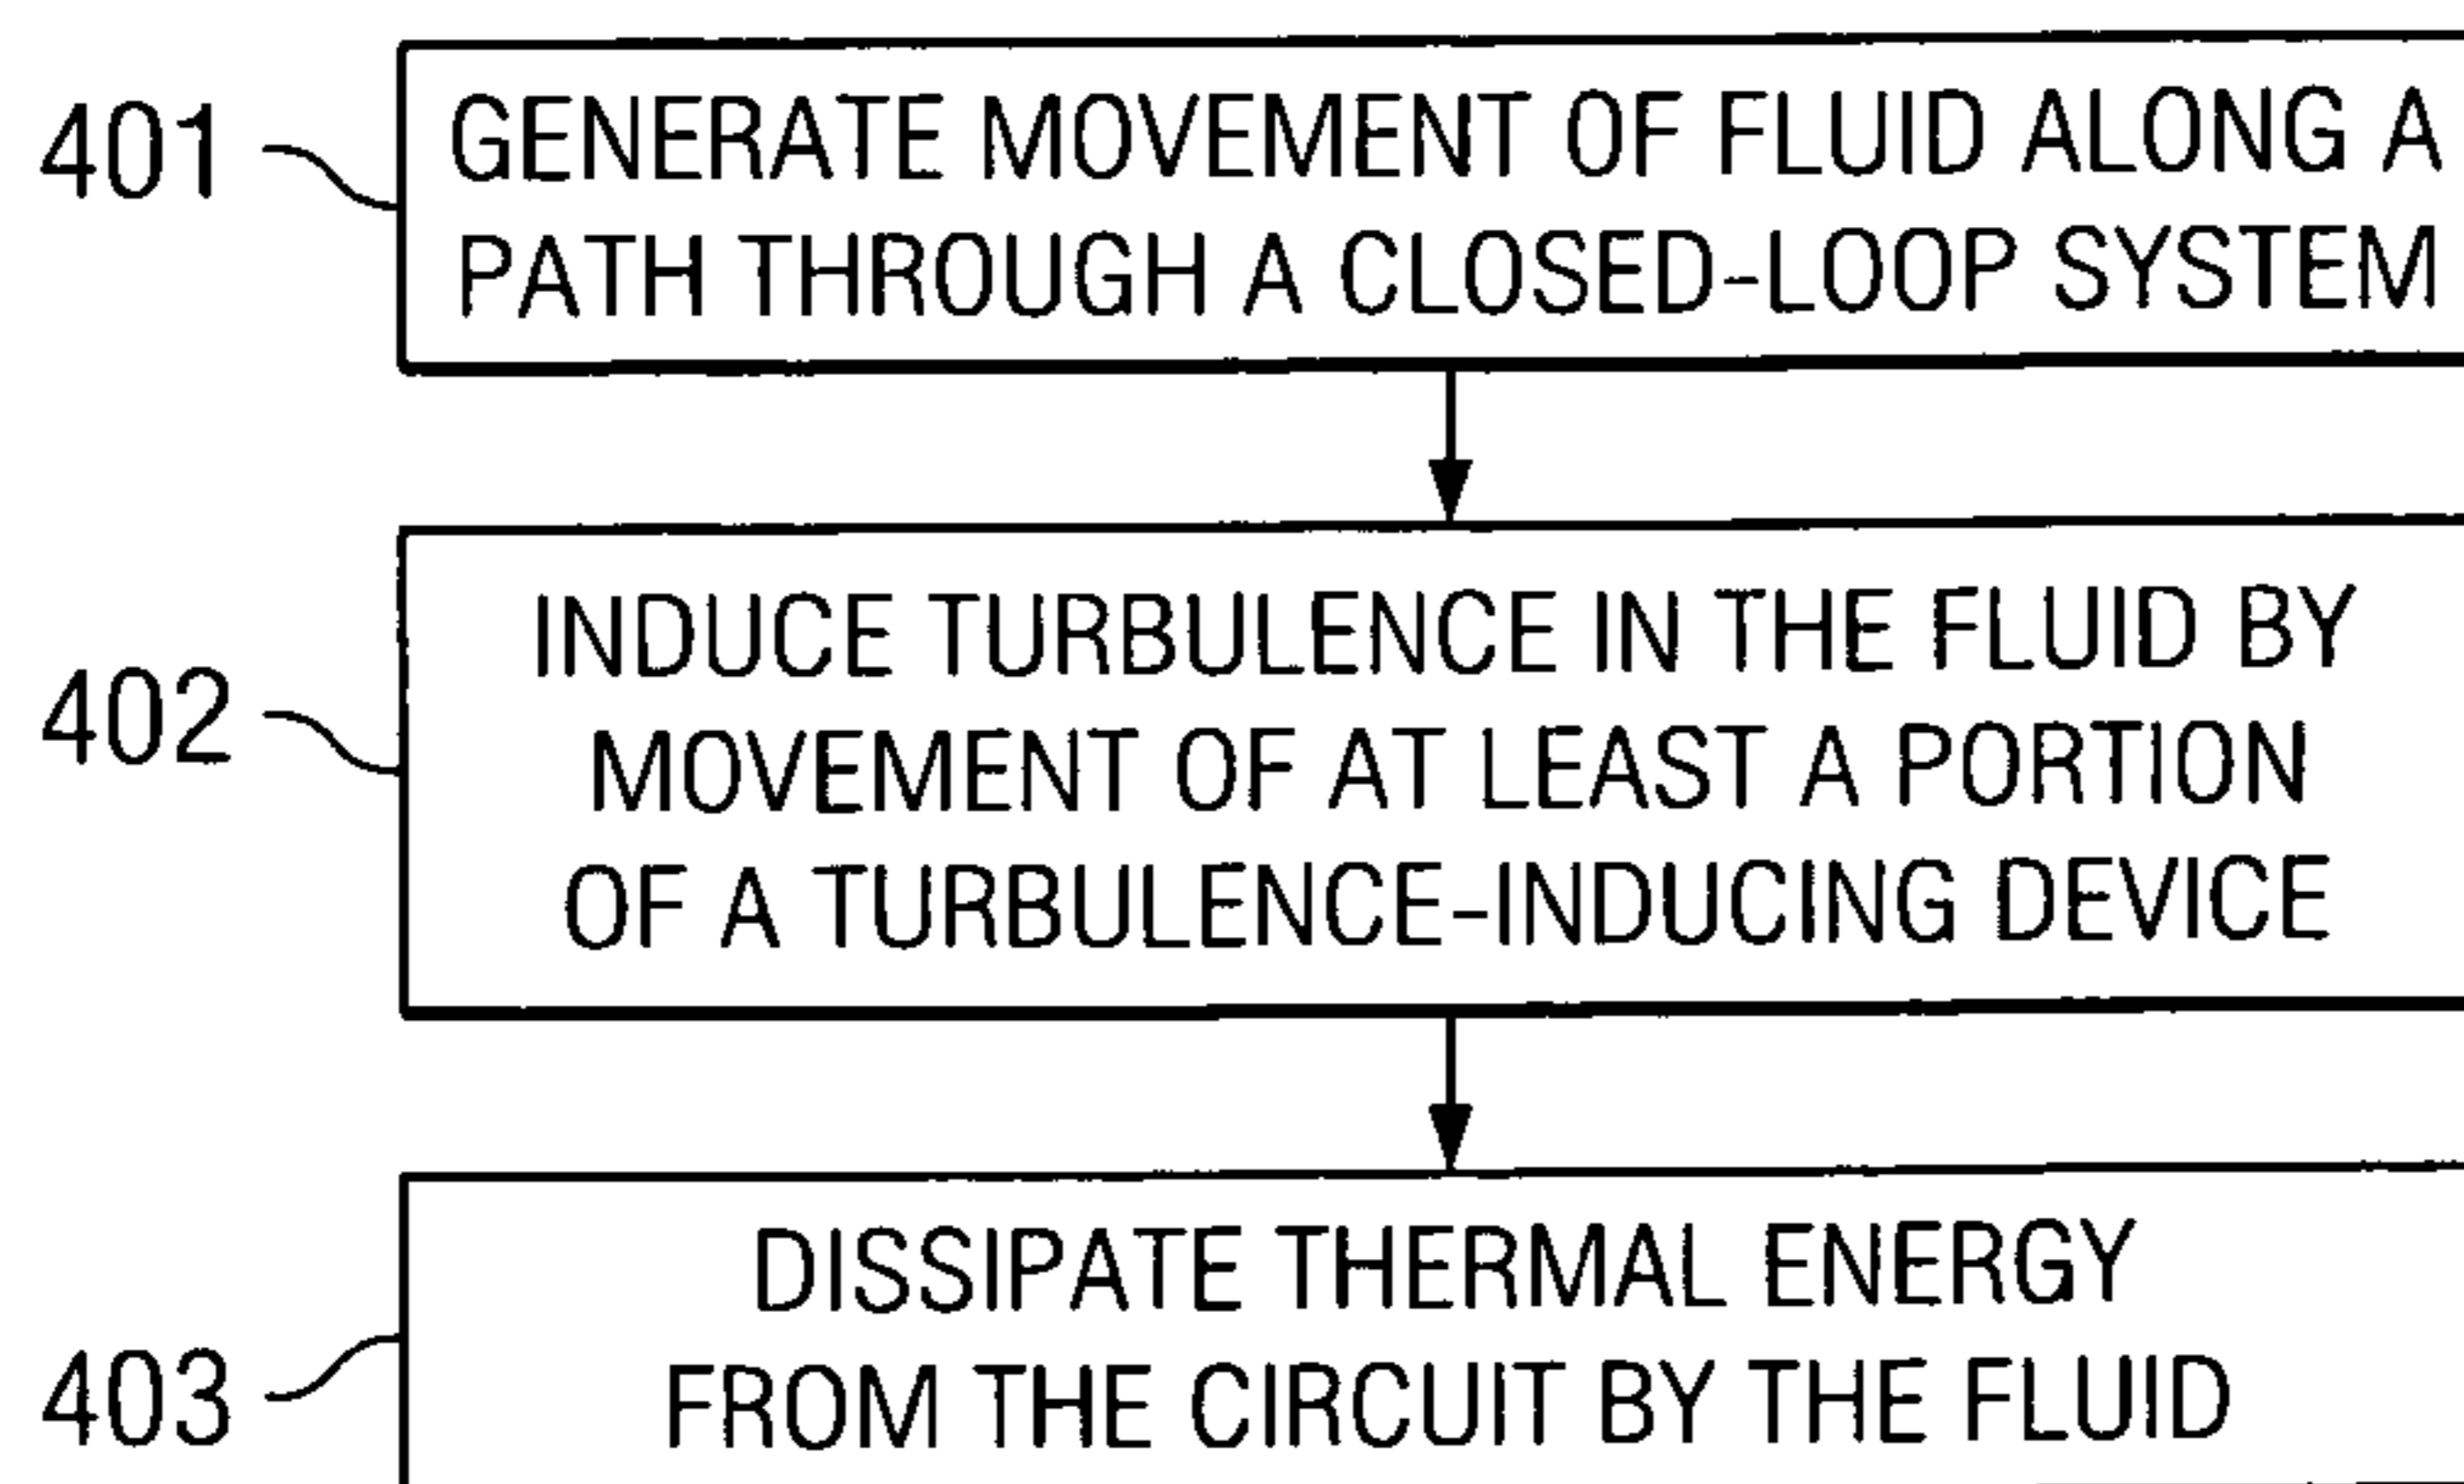 401
GENERATE MOVEMENT OF FLUID ALONG A
PATH THROUGH A CLOSED-LOOP SYSTEM
402
INDUCE TURBULENCE IN THE FLUID BY
MOVEMENT OF AT LEAST A PORTION
OF A TURBULENCE-INDUCING DEVICE
403
DISSIPATE THERMAL ENERGY
FROM THE CIRCUIT BY THE FLUID